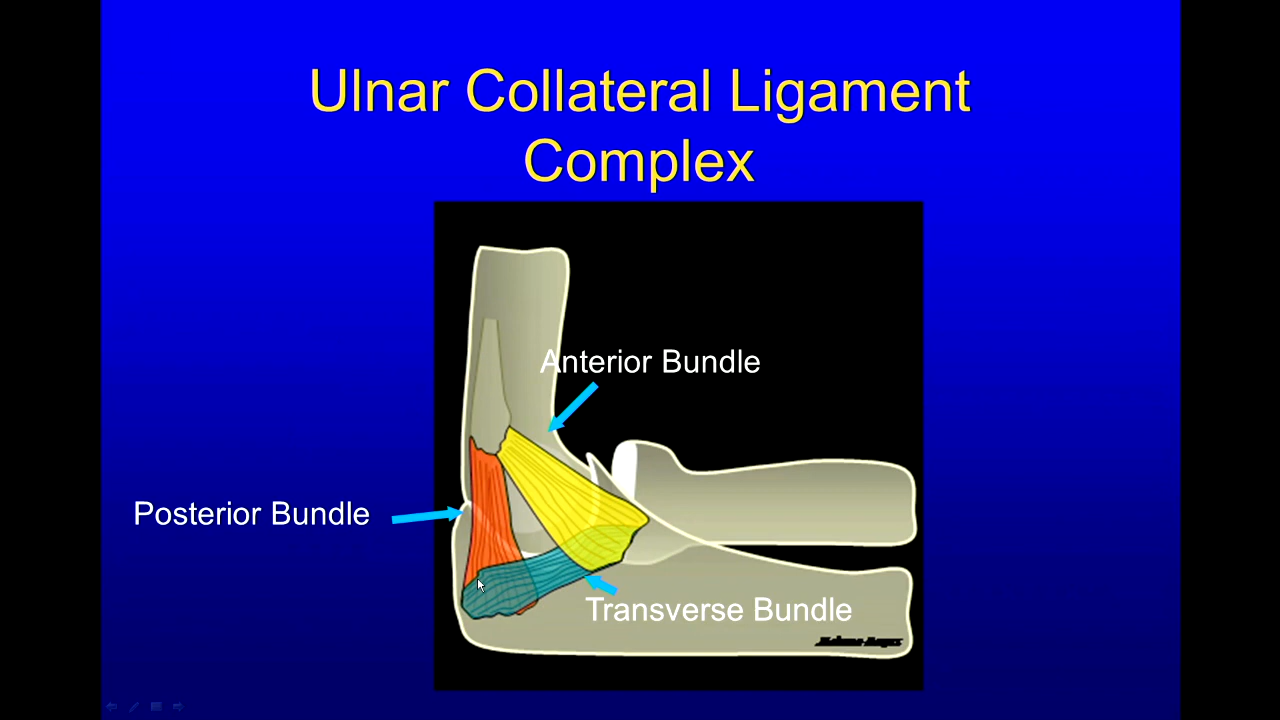 Ulnar Collateral Ligament
Complex
Anterior Bundle
Posterior Bundle
Transverse Bundle